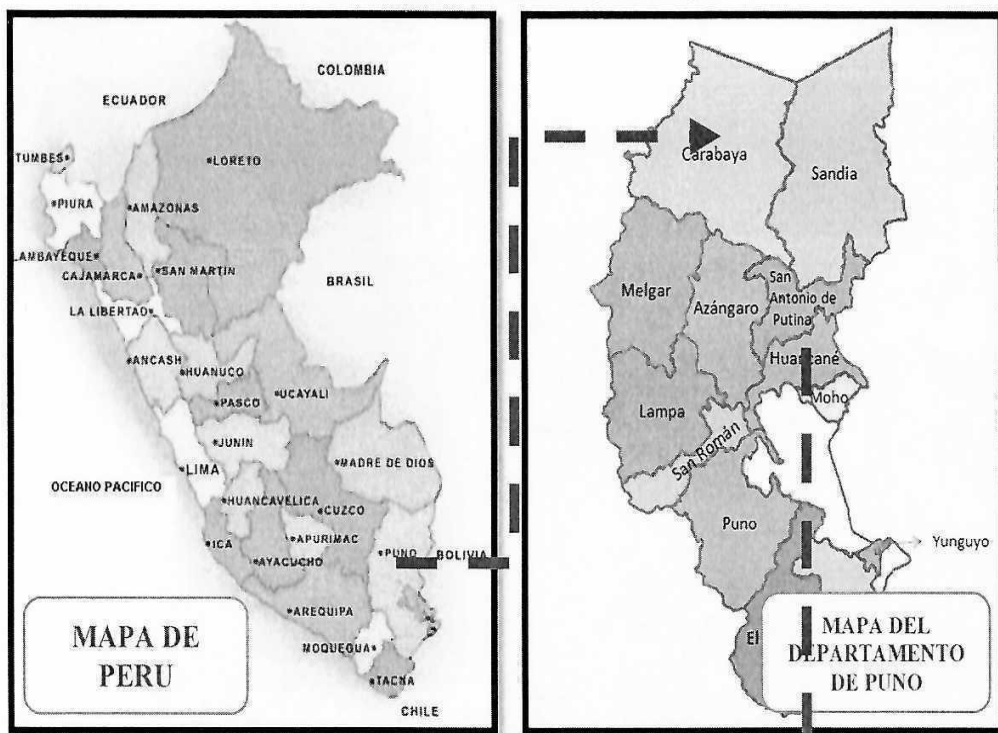 COLOMBIA
ECUADOR
TUMBES
LORETO
PIURA
AMAZONAS
LAMBAYEQUE
CAJAMARCA
SAN MARTIN
BRASIL
LA LIBERTAD
ANCASH
HUANUCO
PASCO
UCAYALI
JUNIN
LIMA
MADRE DE DIOS
OCEANO PACIFICO
HUANCAVELICA
CUZCO
APURIMAC
ICA
AYACUCHO
PUNO
BOLIVIA
AREQUIPA
MOQUEGUA
TACNA
CHILE
MAPA DE
PERU
Carabaya
Sandia
Melgar
Azángaro
San
Antonio de
Putina
Huancané
Moho
Lampa
San Román
Puno
Yunguyo
El
MAPA DEL
DEPARTAMENTO
DE PUNO